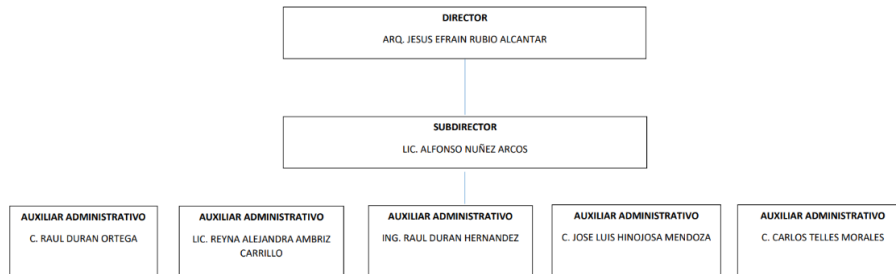 DIRECTOR
ARQ. JESUS EFRAIN RUBIO ALCANTAR
SUBDIRECTOR
LIC. ALFONSO NUÑEZ ARCOS
AUXILIAR ADMINISTRATIVO
C. RAUL DURAN ORTEGA
AUXILIAR ADMINISTRATIVO
LIC. REYNA ALEJANDRA AMBRIZ
CARRILLO
AUXILIAR ADMINISTRATIVO
ING. RAUL DURAN HERNANDEZ
AUXILIAR ADMINISTRATIVO
C. JOSE LUIS HINOJOSA MENDOZA
AUXILIAR ADMINISTRATIVO
C. CARLOS TELLES MORALES